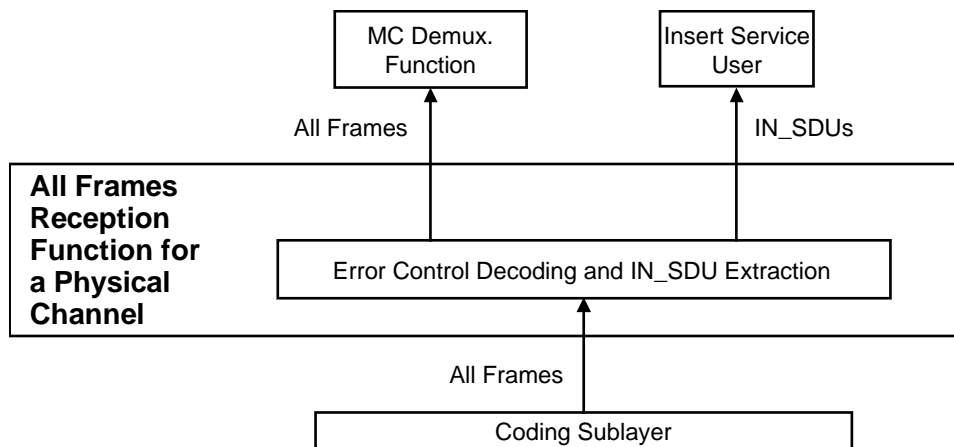 MC Demux.
Function
Insert Service
User
All Frames
IN_SDUs
All Frames
Reception
Function for
a Physical
Channel
Error Control Decoding and IN_SDU Extraction
All Frames
Coding Sublayer